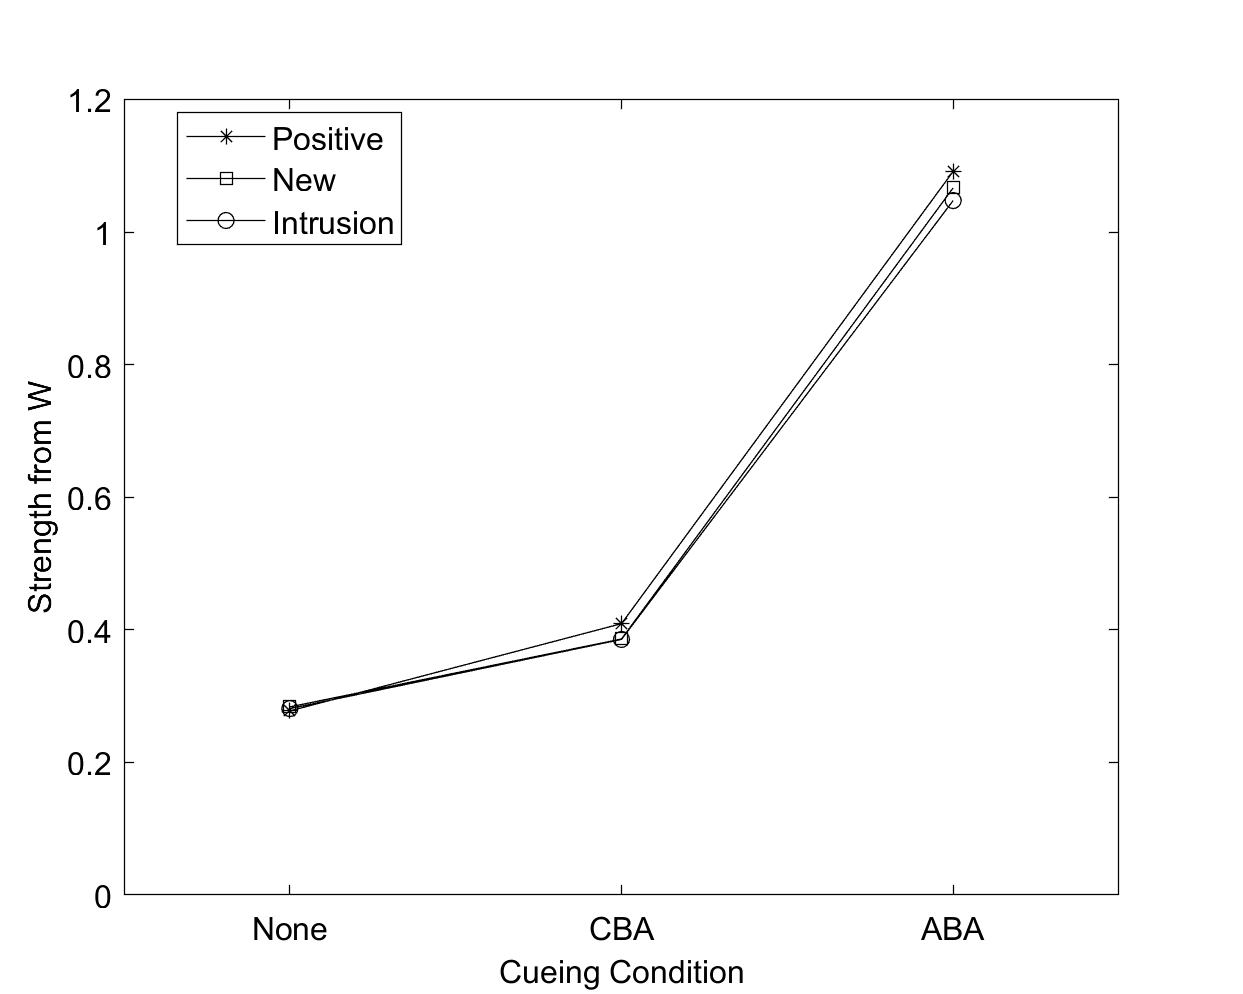 1.2
1
0.8
0.6
0.4
0.2
0
Strength from W
Positive
New
Intrusion
None
CBA
ABA
Cueing Condition